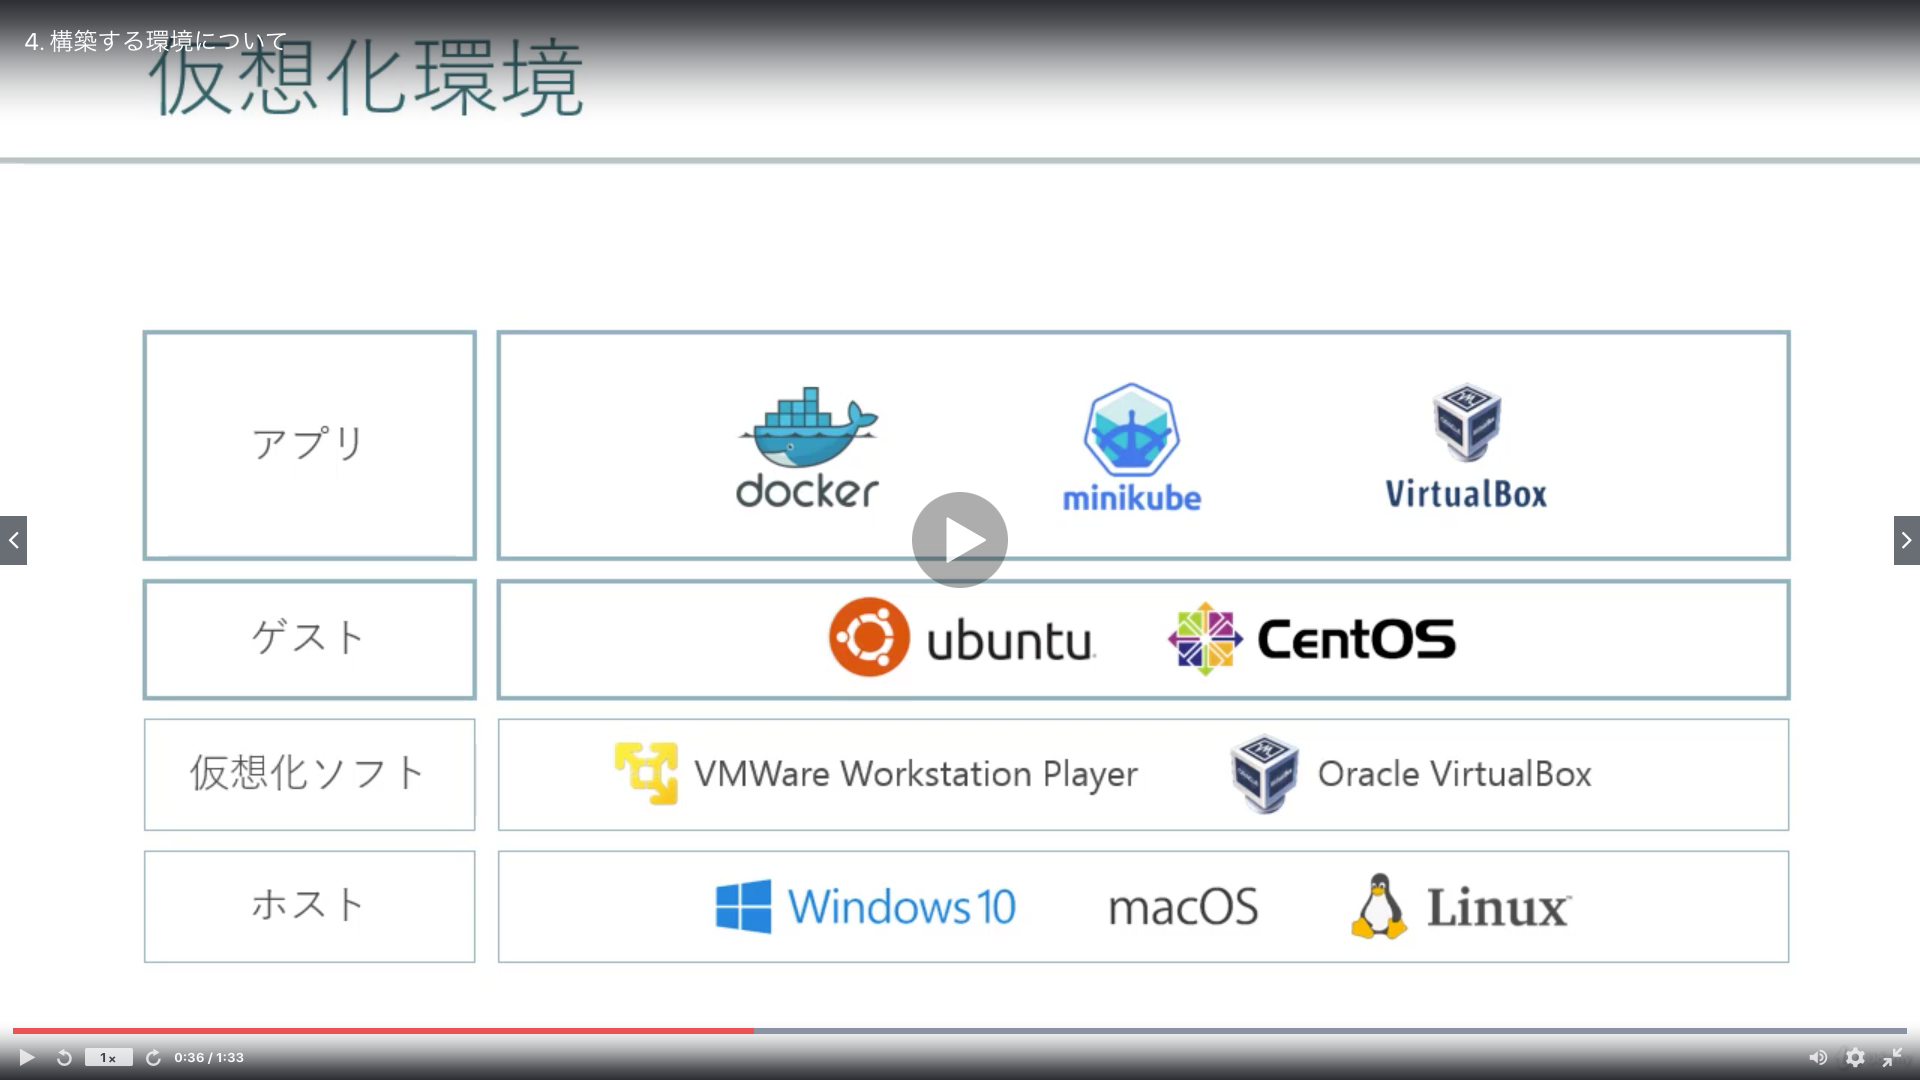 4. 構築する環境について
仮想化環境
アプリ
docker
minikube
VirtualBox
ゲスト
ubuntu
CentOS
仮想化ソフト
VMWare Workstation Player
Oracle VirtualBox
ホスト
Windows 10
macOS
Linux
1x
0:36 / 1:33